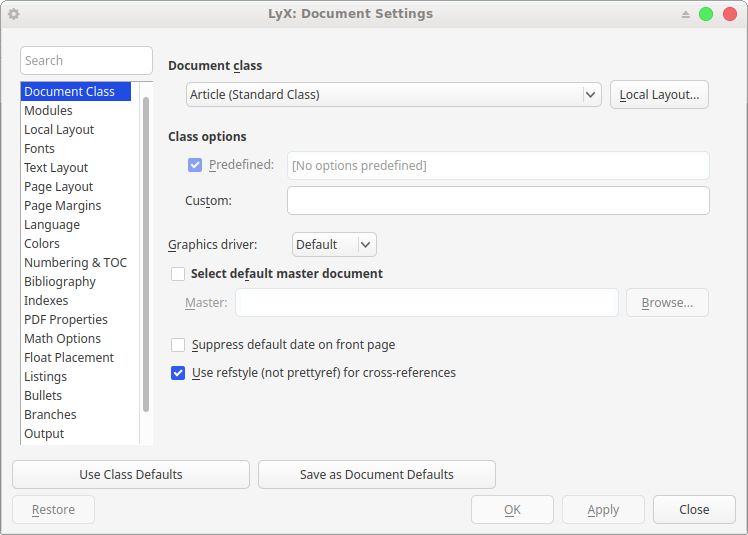 LyX: Document Settings
Search
Document Class
Modules
Local Layout
Fonts
Text Layout
Page Layout
Page Margins
Language
Colors
Numbering & TOC
Bibliography
Indexes
PDF Properties
Math Options
Float Placement
Listings
Bullets
Branches
Output
Document class
Article (Standard Class)
Local Layout...
Class options
Predefined:
[No options predefined]
Custom:
Graphics driver:
Default
Select default master document
Master:
Browse...
Suppress default date on front page
Use refstyle (not prettyref) for cross-references
Use Class Defaults
Save as Document Defaults
Restore
OK
Apply
Close